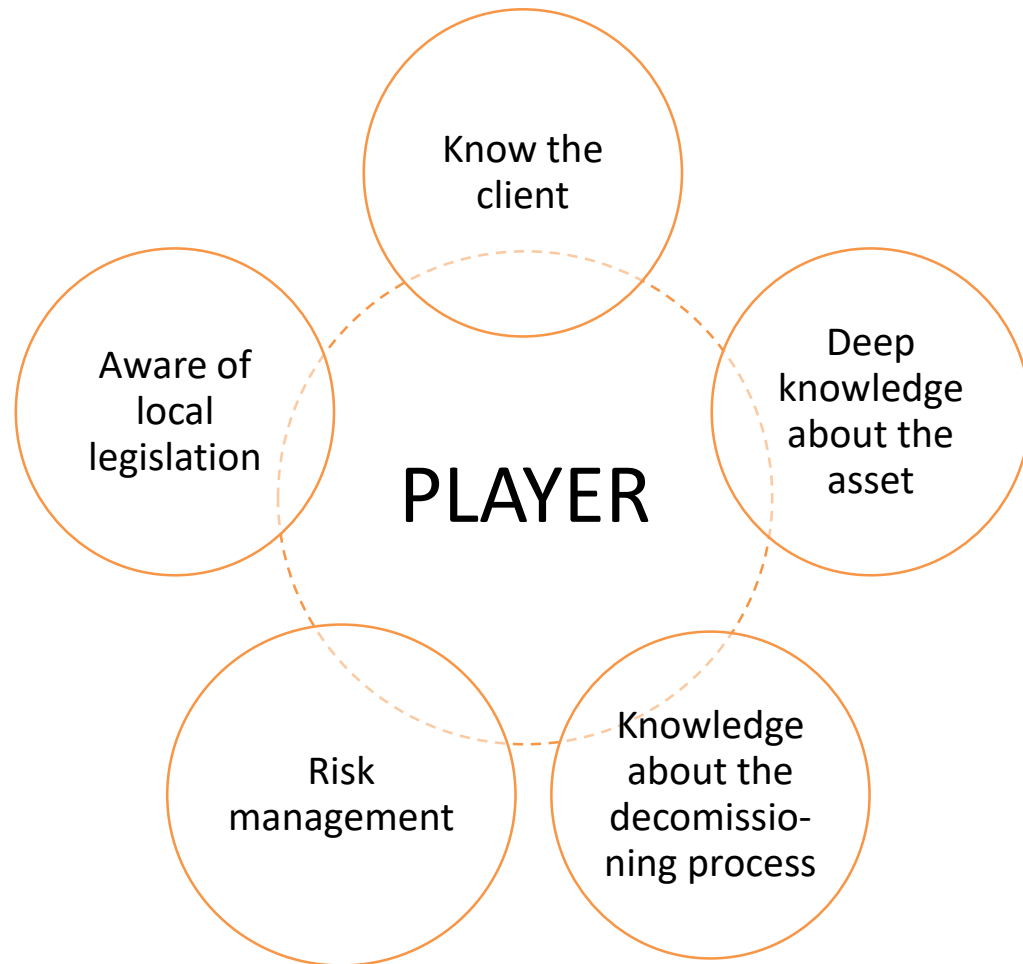 Know the
client
Aware of
local
legislation
Deep
knowledge
about the
asset
PLAYER
Risk
management
Knowledge
about the
decomissio-
ning process